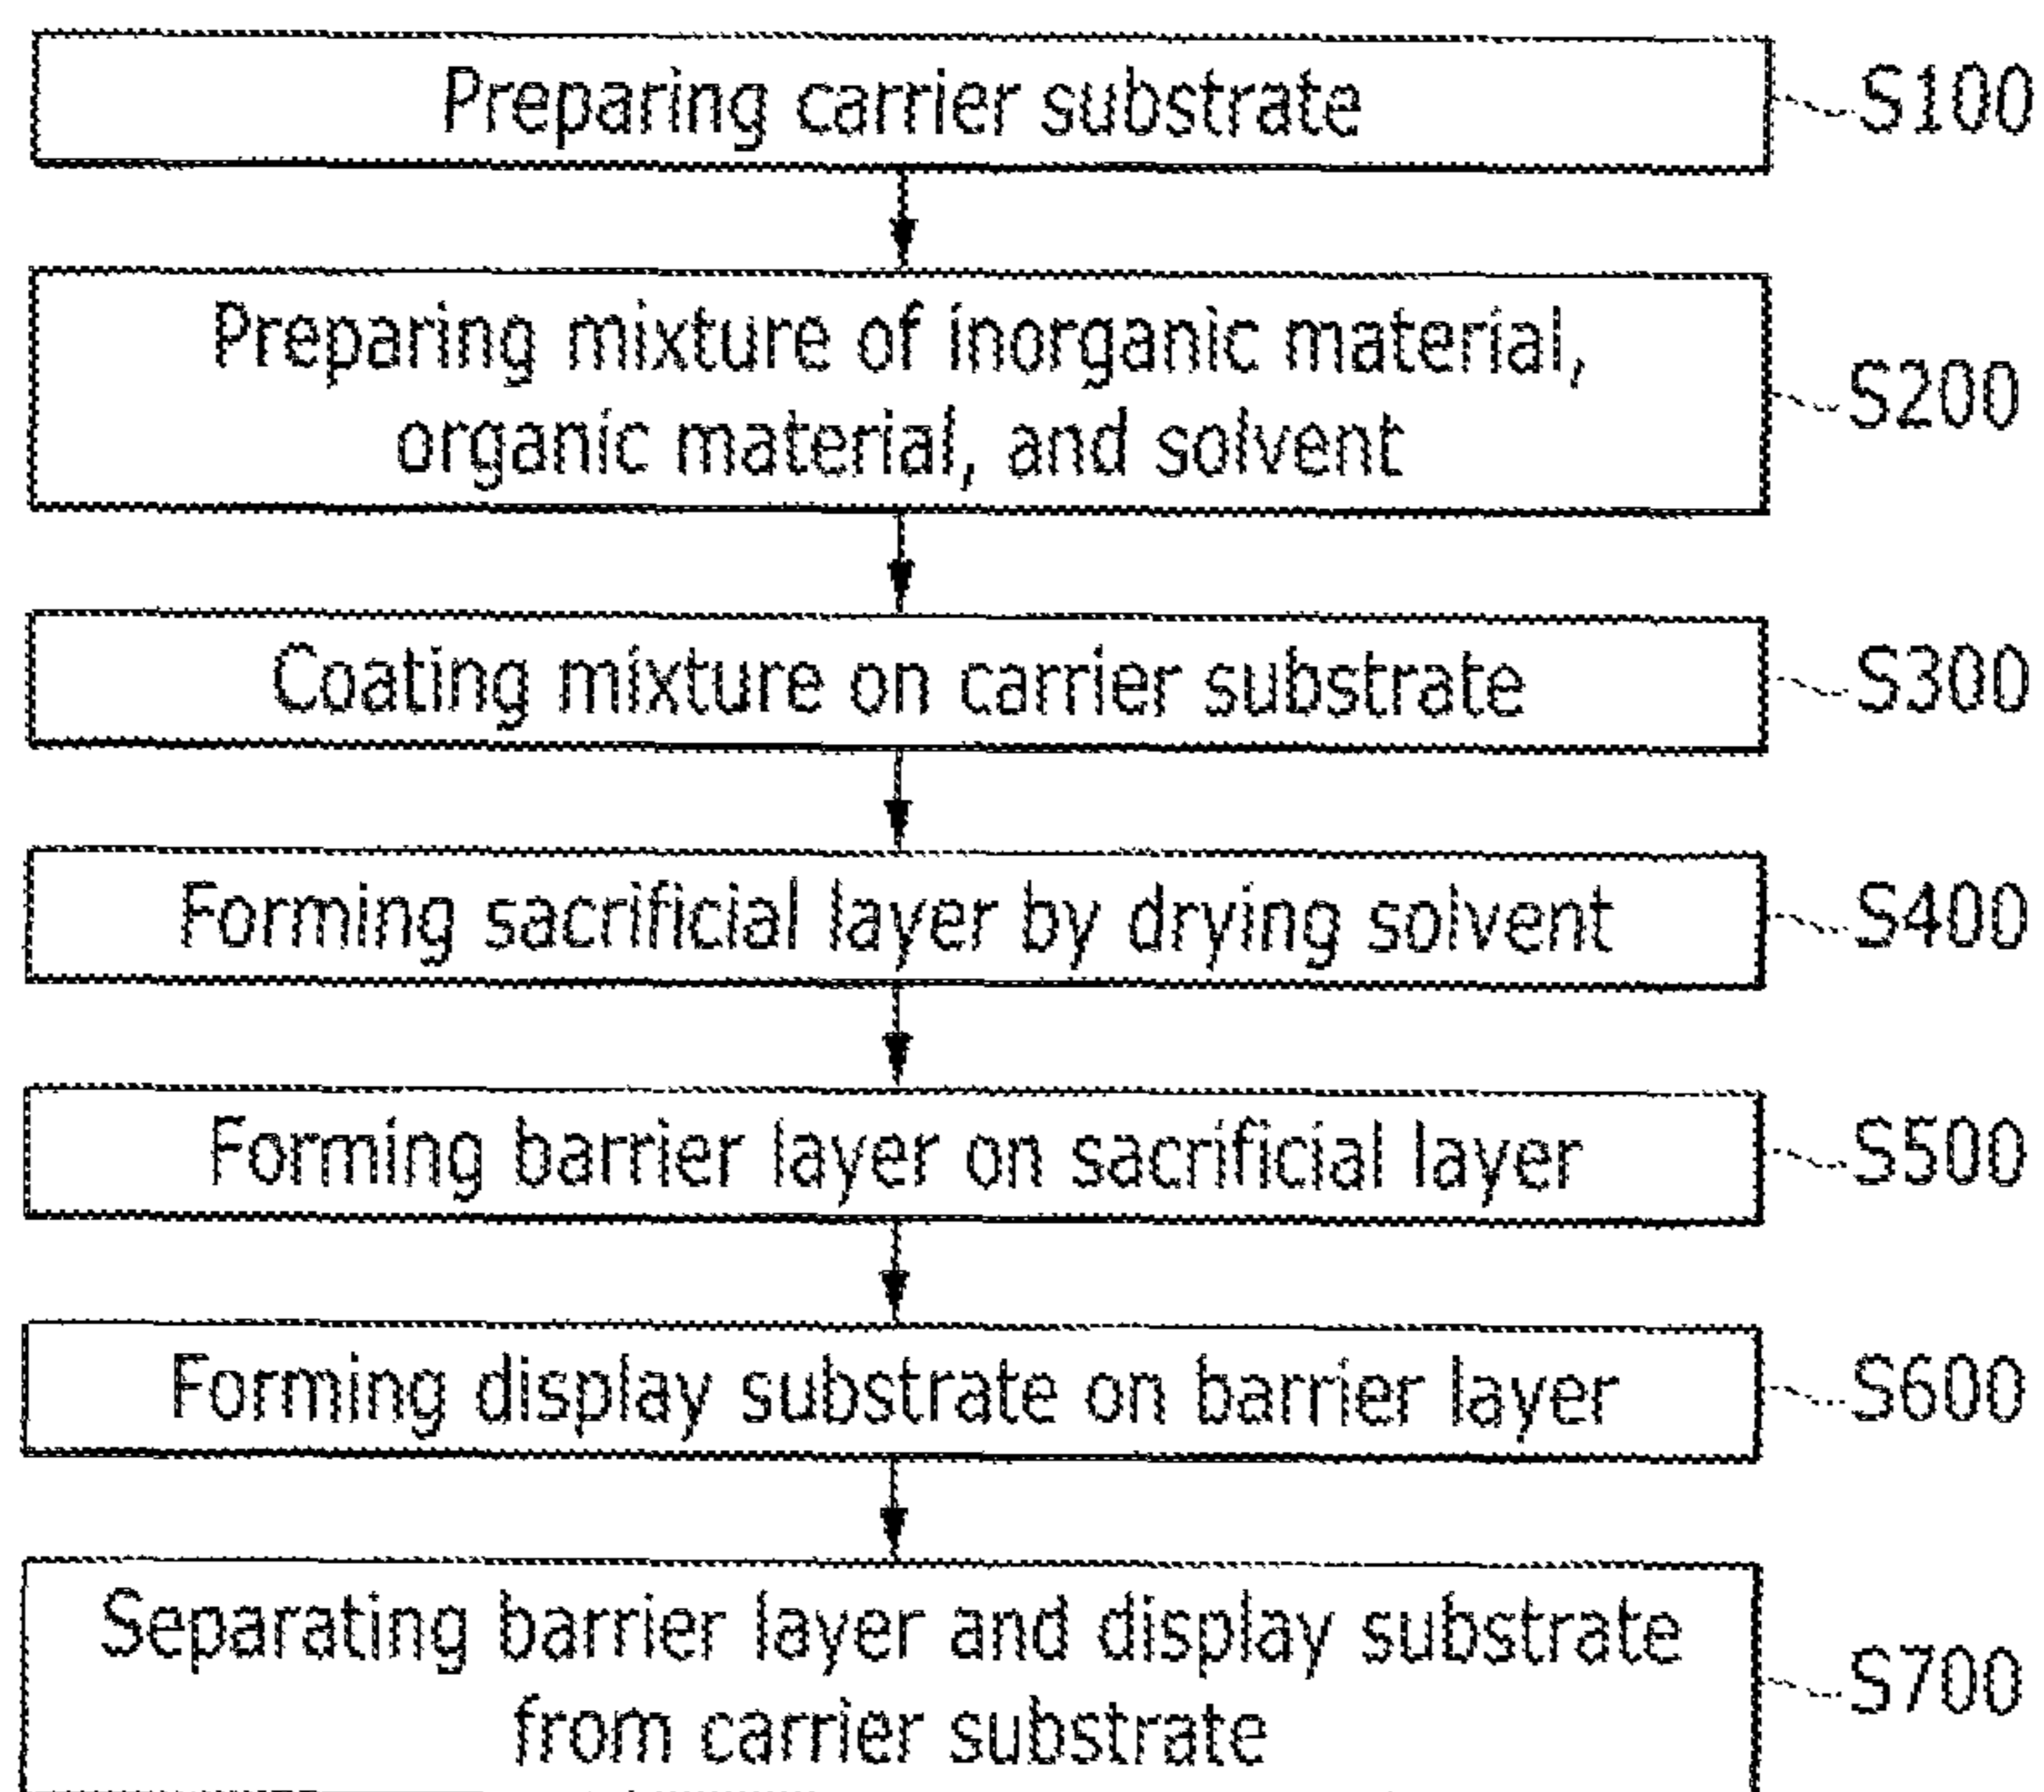 Preparing carrier substrate
S100
Preparing mixture of inorganic material,
organic material, and solvent
S200
Coating mixture on carrier substrate
S300
Forming sacrificial layer by drying solvent
S400
Forming barrier layer on sacrificial layer
S500
Forming display substrate on barrier layer
S600
Separating barrier layer and display substrate
from carrier substrate
S700